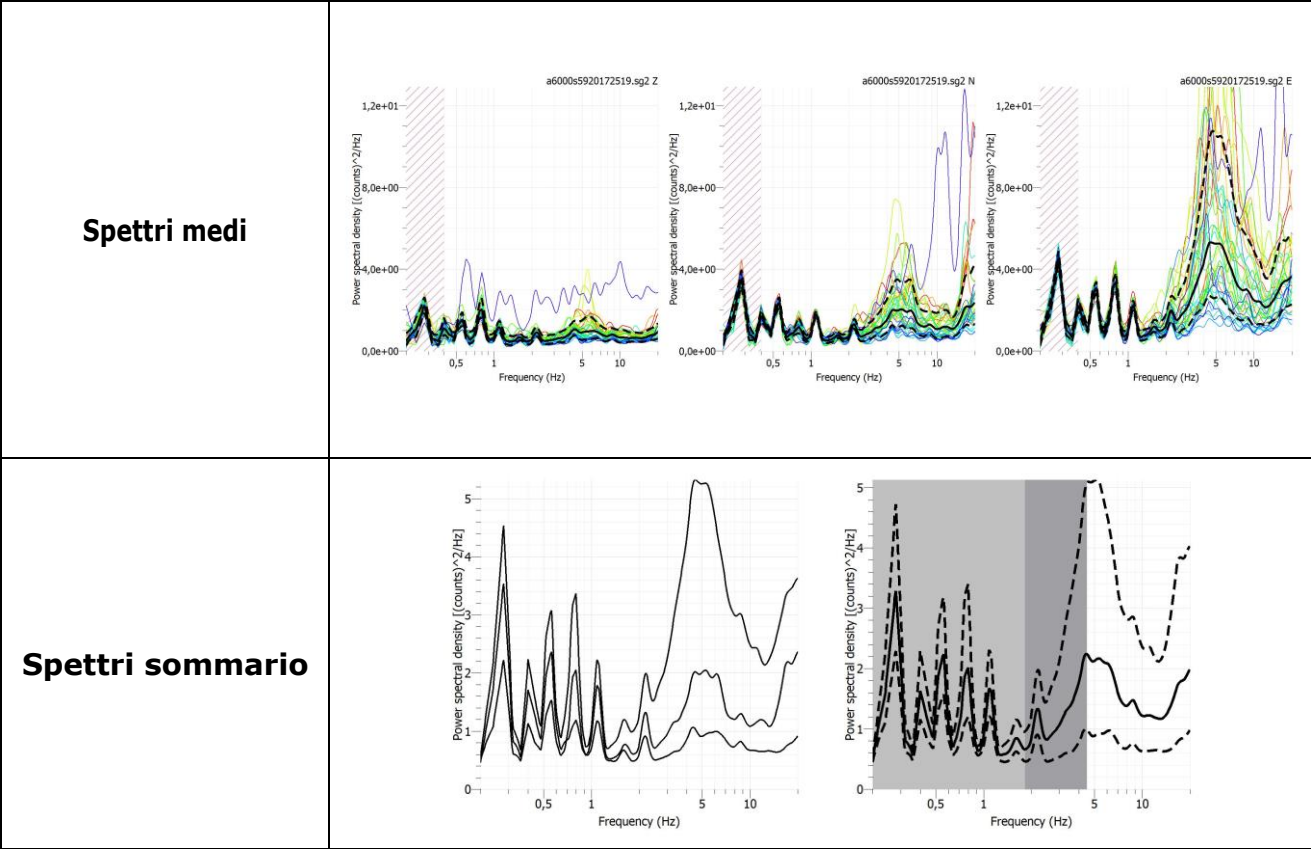 Spettri medi
a6000s5920172519.sg2 Z
Power spectral density [(counts)^2/Hz]
1,2e+01
8,0e+00
4,0e+00
0,0e+00
0,5 1 5 10
Frequency (Hz)
a6000s5920172519.sg2 N
Power spectral density [(counts)^2/Hz]
1,2e+01
8,0e+00
4,0e+00
0,0e+00
0,5 1 5 10
Frequency (Hz)
a6000s5920172519.sg2 E
Power spectral density [(counts)^2/Hz]
1,2e+01
8,0e+00
4,0e+00
0,0e+00
0,5 1 5 10
Frequency (Hz)
Spettri sommario
Power spectral density [(counts)^2/Hz]
5
4
3
2
1
0
0,5 1 5 10
Frequency (Hz)
Power spectral density [(counts)^2/Hz]
5
4
3
2
1
0
0,5 1 5 10
Frequency (Hz)